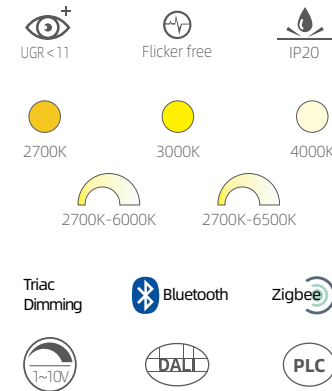 UGR<11
Flicker free
IP20
2700K
3000K
4000K
2700K-6000K
2700K-6500K
Triac
Dimming
Bluetooth
Zigbee
1~10V
DALI
PLC